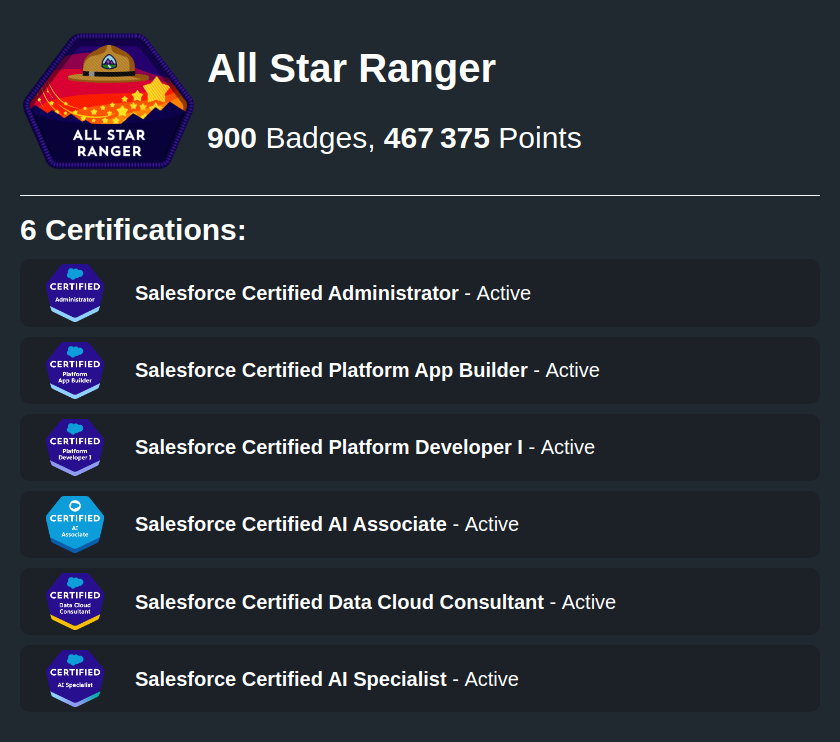 ALL STAR
RANGER
All Star Ranger
900 Badges, 467 375 Points
6 Certifications:
CERTIFIED
Administrator
Salesforce Certified Administrator - Active
CERTIFIED
Platform
App Builder
Salesforce Certified Platform App Builder - Active
CERTIFIED
Platform
Developer I
Salesforce Certified Platform Developer I - Active
CERTIFIED
AI
Associate
Salesforce Certified AI Associate - Active
CERTIFIED
Data Cloud
Consultant
Salesforce Certified Data Cloud Consultant - Active
CERTIFIED
AI Specialist
Salesforce Certified AI Specialist - Active